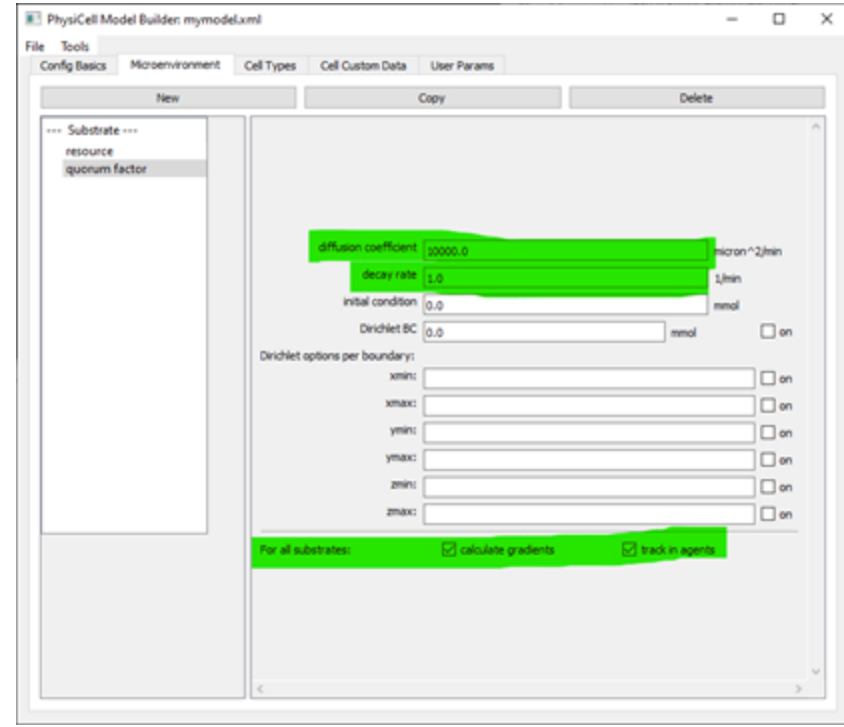 PhysiCell Model Builder: mymodel.xml
File Tools
Config Basics Microenvironment Cell Types Cell Custom Data User Params
New Copy Delete
--- Substrate ---
resource
quorum factor
diffusion coefficient 10000.0 micron^2/min
decay rate 1.0 1/min
initial condition 0.0 mmol
Dirichlet BC 0.0 mmol on
Dirichlet options per boundary:
xmin: on
xmax: on
ymin: on
ymax: on
zmin: on
zmax: on
For all substrates: calculate gradients track in agents